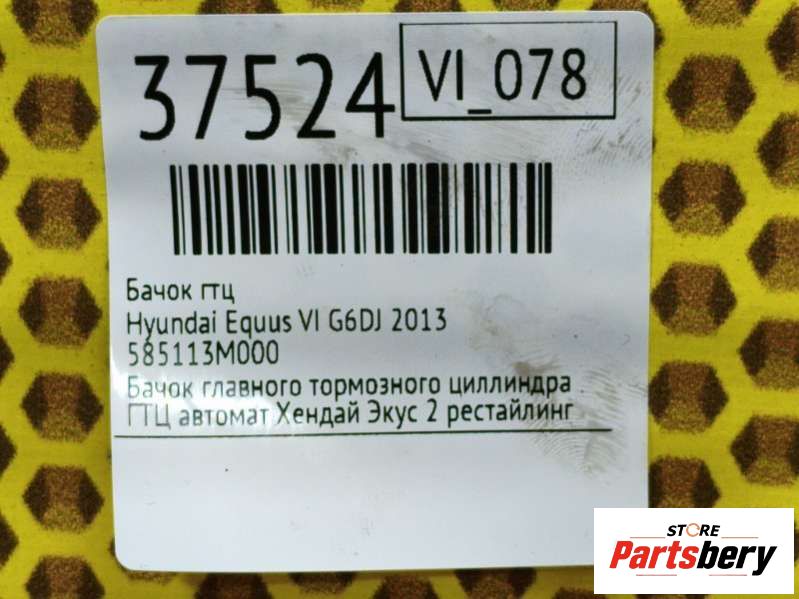 37524
VI_078
Бачок гтц
Hyundai Equus VI G6DJ 2013
585113M000
Бачок главного тормозного циллиндра
ГТЦ автомат Хендай Экус 2 рестайлинг
STORE
Partsbery